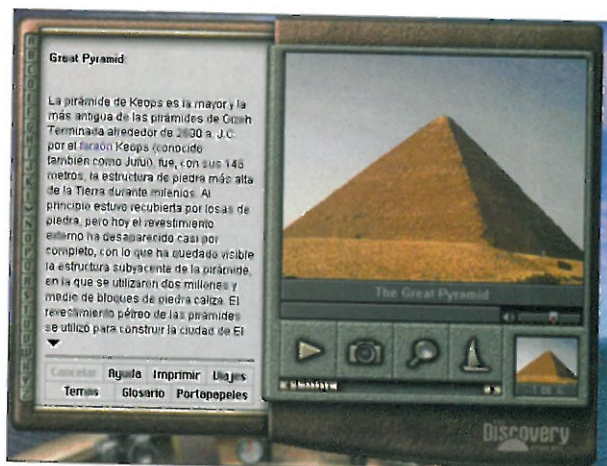 Great Pyramid
La pirámide de Keops es la mayor y la
más antigua de las pirámides de Gizeh
Terminada alrededor de 2600 a. J.C.
por el faraón Keops (conocido
también como Jufu), fue, con sus 146
metros, la estructura de piedra más alta
de la Tierra durante milenios. Al
principio estuvo recubierta por losas de
piedra, pero hoy el revestimiento
externo ha desaparecido casi por
completo, con lo que ha quedado visible
la estructura subyacente de la pirámide,
en la que se utilizaron dos millones y
medio de bloques de piedra caliza. El
revestimiento pétreo de las pirámides
se utilizó para construir la ciudad de El
Cancelar Ayuda Imprimir Viajes
Temas Glosario Portapapeles
The Great Pyramid
1 DE
Discovery